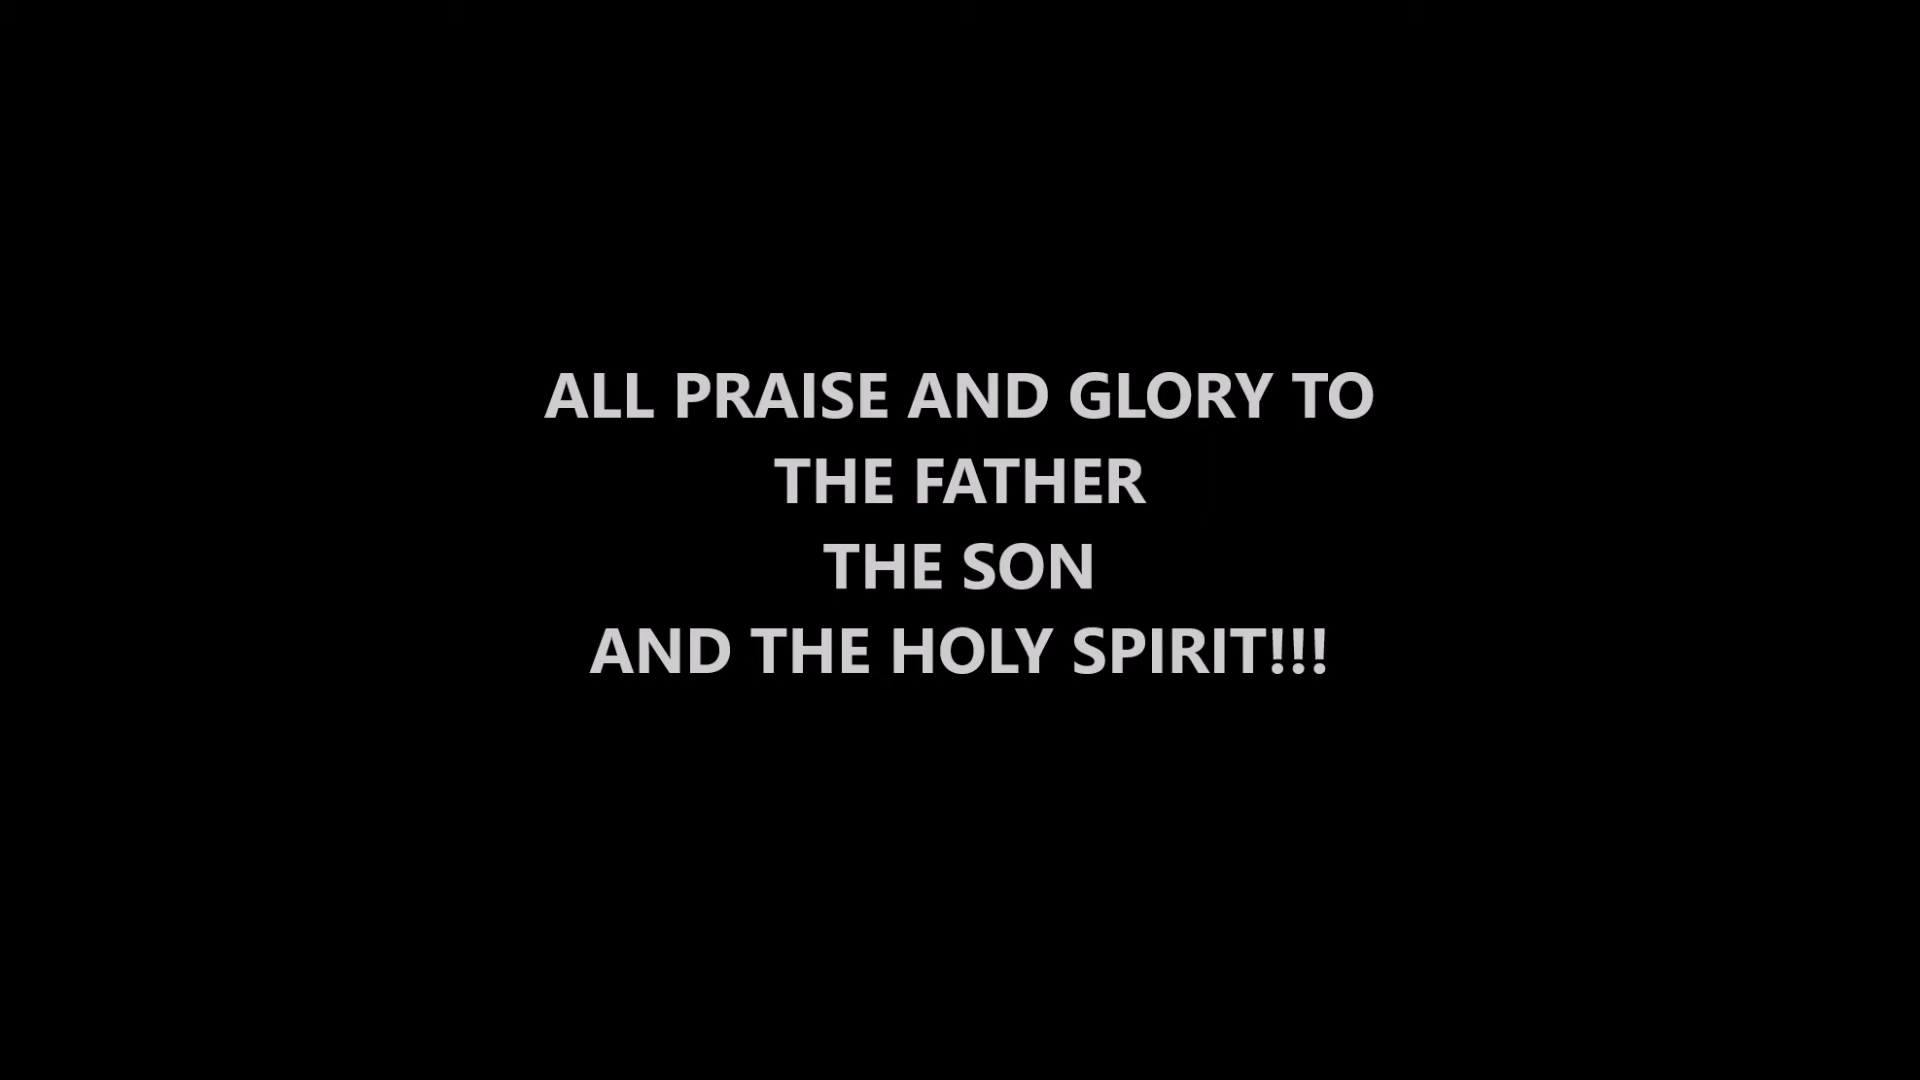 ALL PRAISE AND GLORY TO
THE FATHER
THE SON
AND THE HOLY SPIRIT!!!